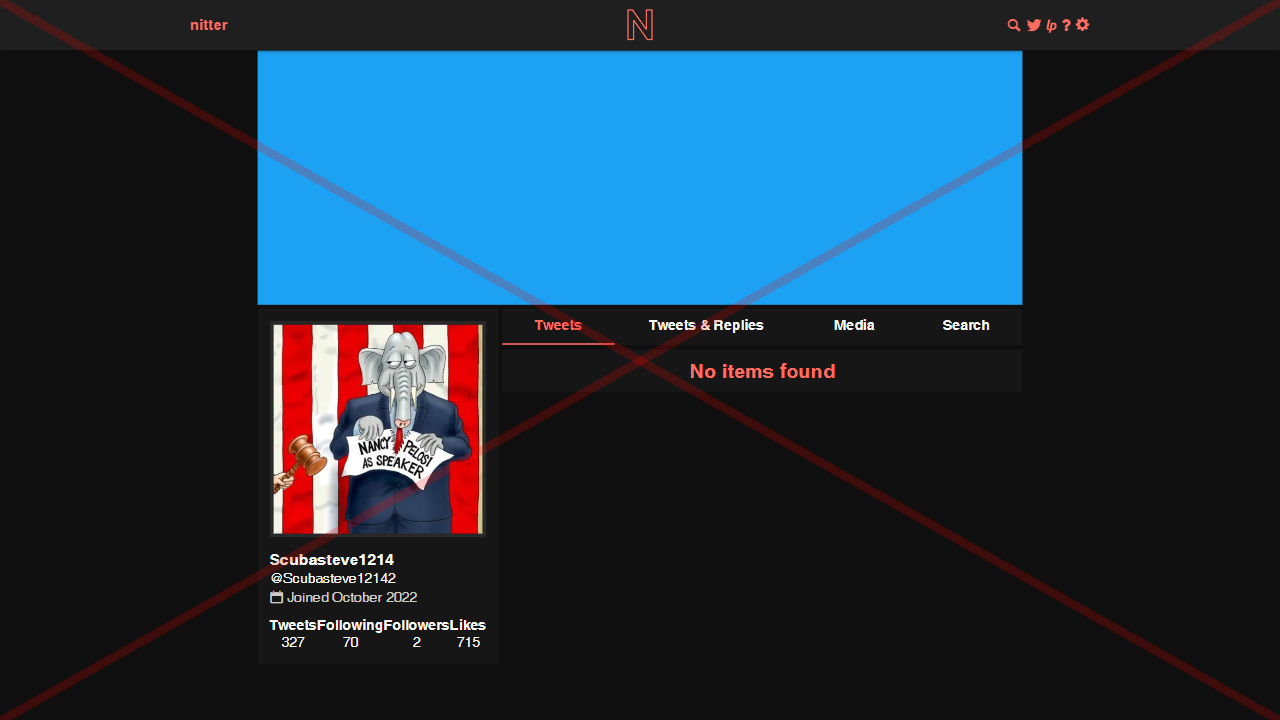 nitter
N
lp ?
Tweets Tweets & Replies Media Search
No items found
NANCY PELOSI
AS SPEAKER
Scubasteve1214
@Scubasteve12142
Joined October 2022
Tweets Following Followers Likes
327 70 2 715